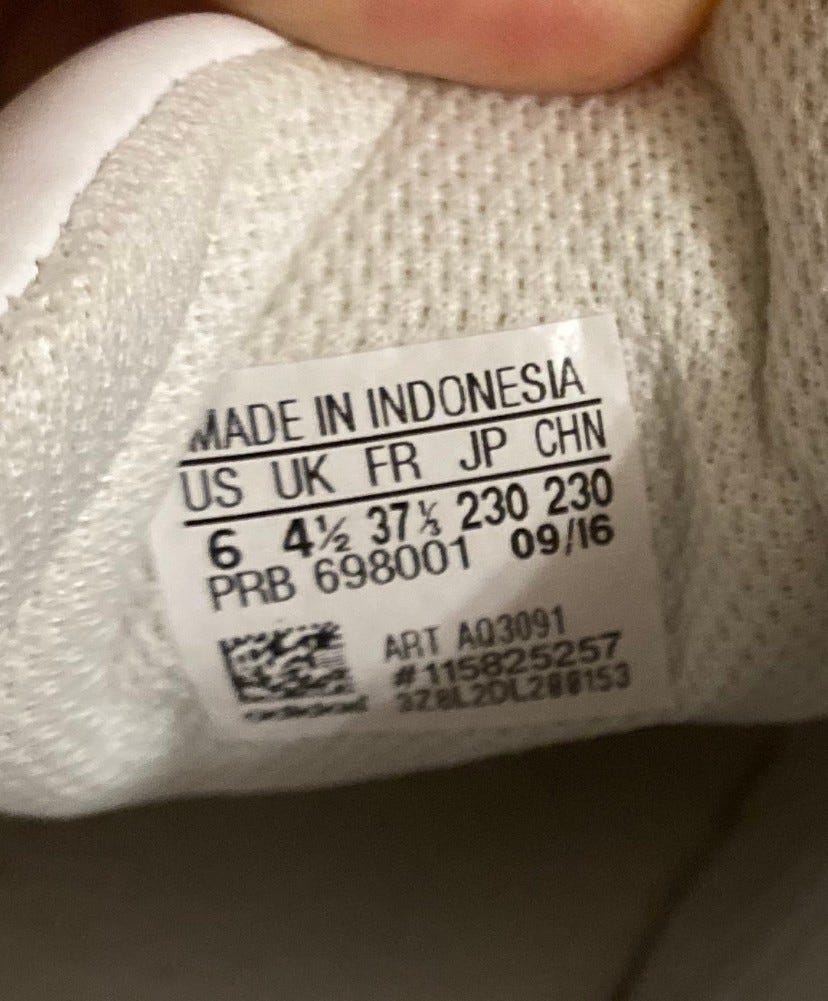 MADE IN INDONESIA
US UK FR JP CHN
6 4½ 37⅓ 230 230
PRB 698001 09/16
ART AQ3091
#115825257